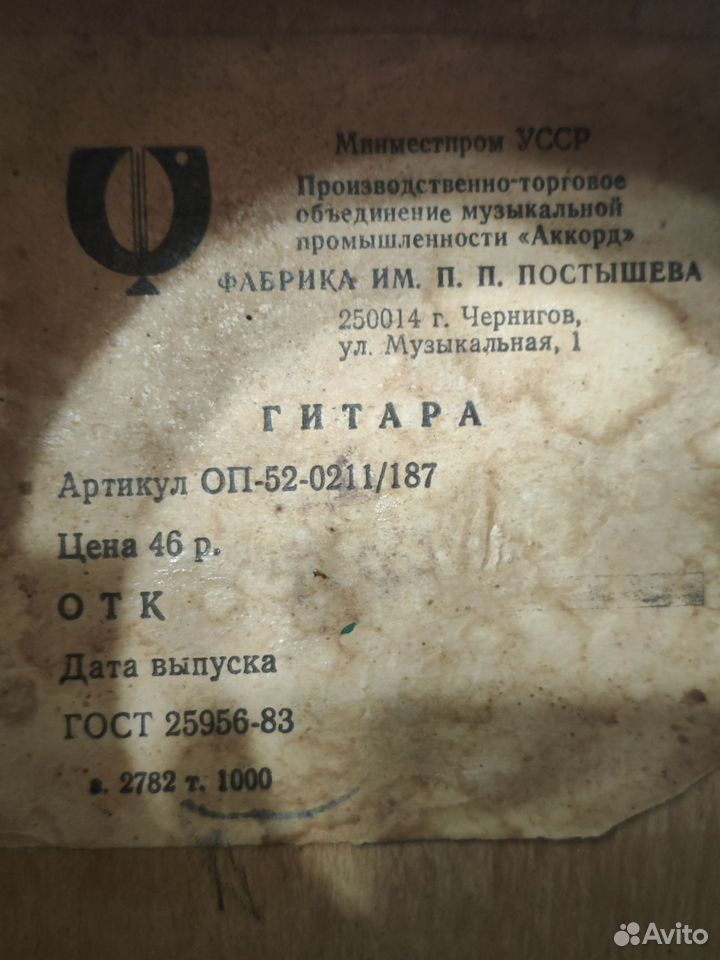 Минместпром УССР
Производственно-торговое
объединение музыкальной
промышленности «Аккорд»
ФАБРИКА ИМ. П. П. ПОСТЫШЕВА
250014 г. Чернигов,
ул. Музыкальная, 1
ГИТАРА
Артикул ОП-52-0211/187
Цена 46 р.
ОТК
Дата выпуска
ГОСТ 25956-83
з. 2782 т. 1000
Avito